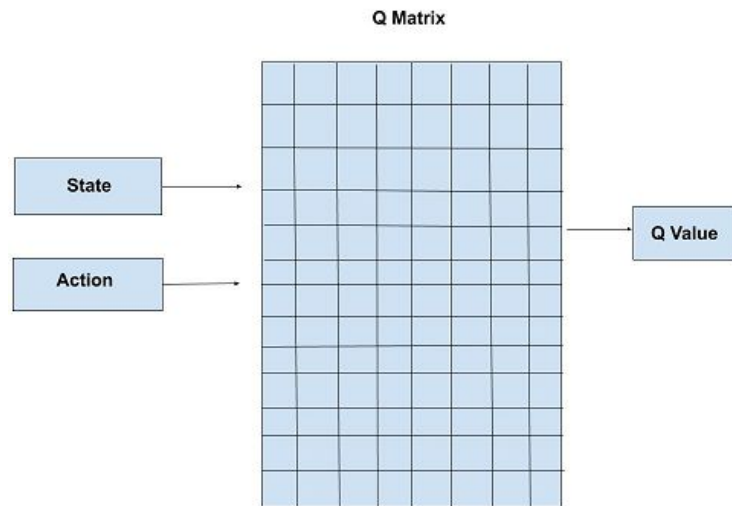 Q Matrix
State
Action
Q Value